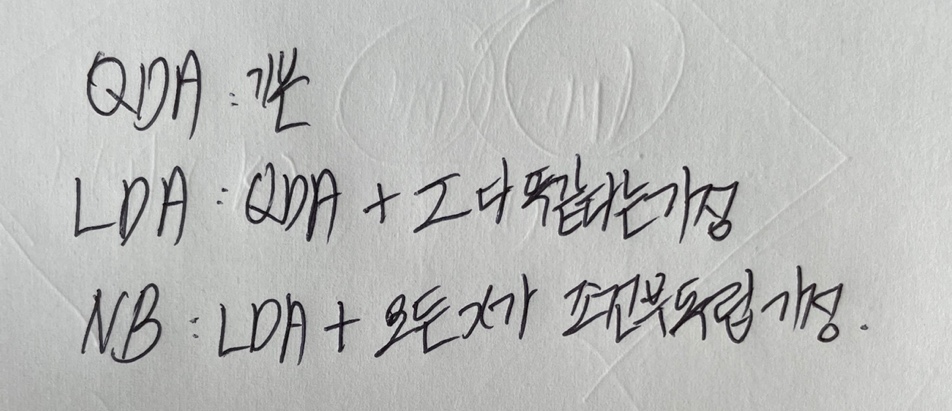 QDA : 기본
LDA : QDA + Σ 다 똑같다는 가정
NB : LDA + 모든 x가 조건부독립 가정.